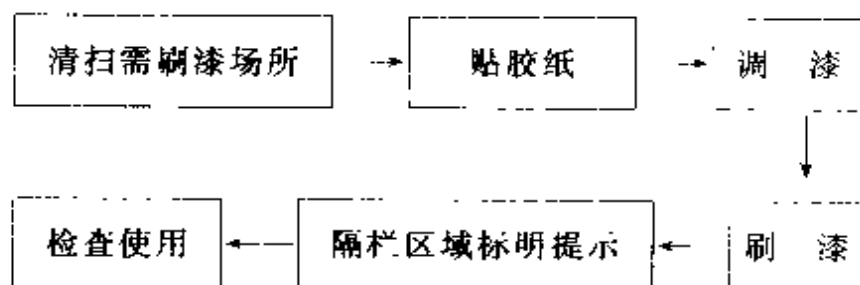 清扫需刷漆场所
贴胶纸
调 漆
刷 漆
隔栏区域标明提示
检查使用